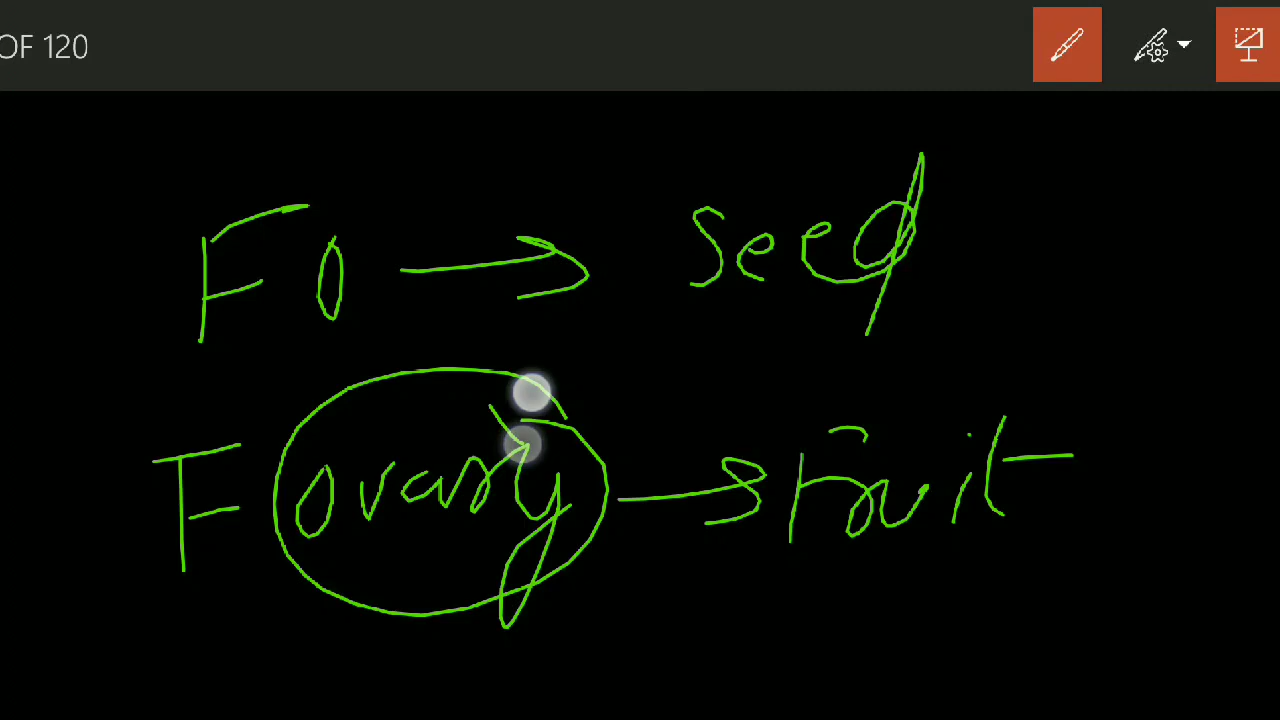 OF 120
FO → seed
F ovary → fruit